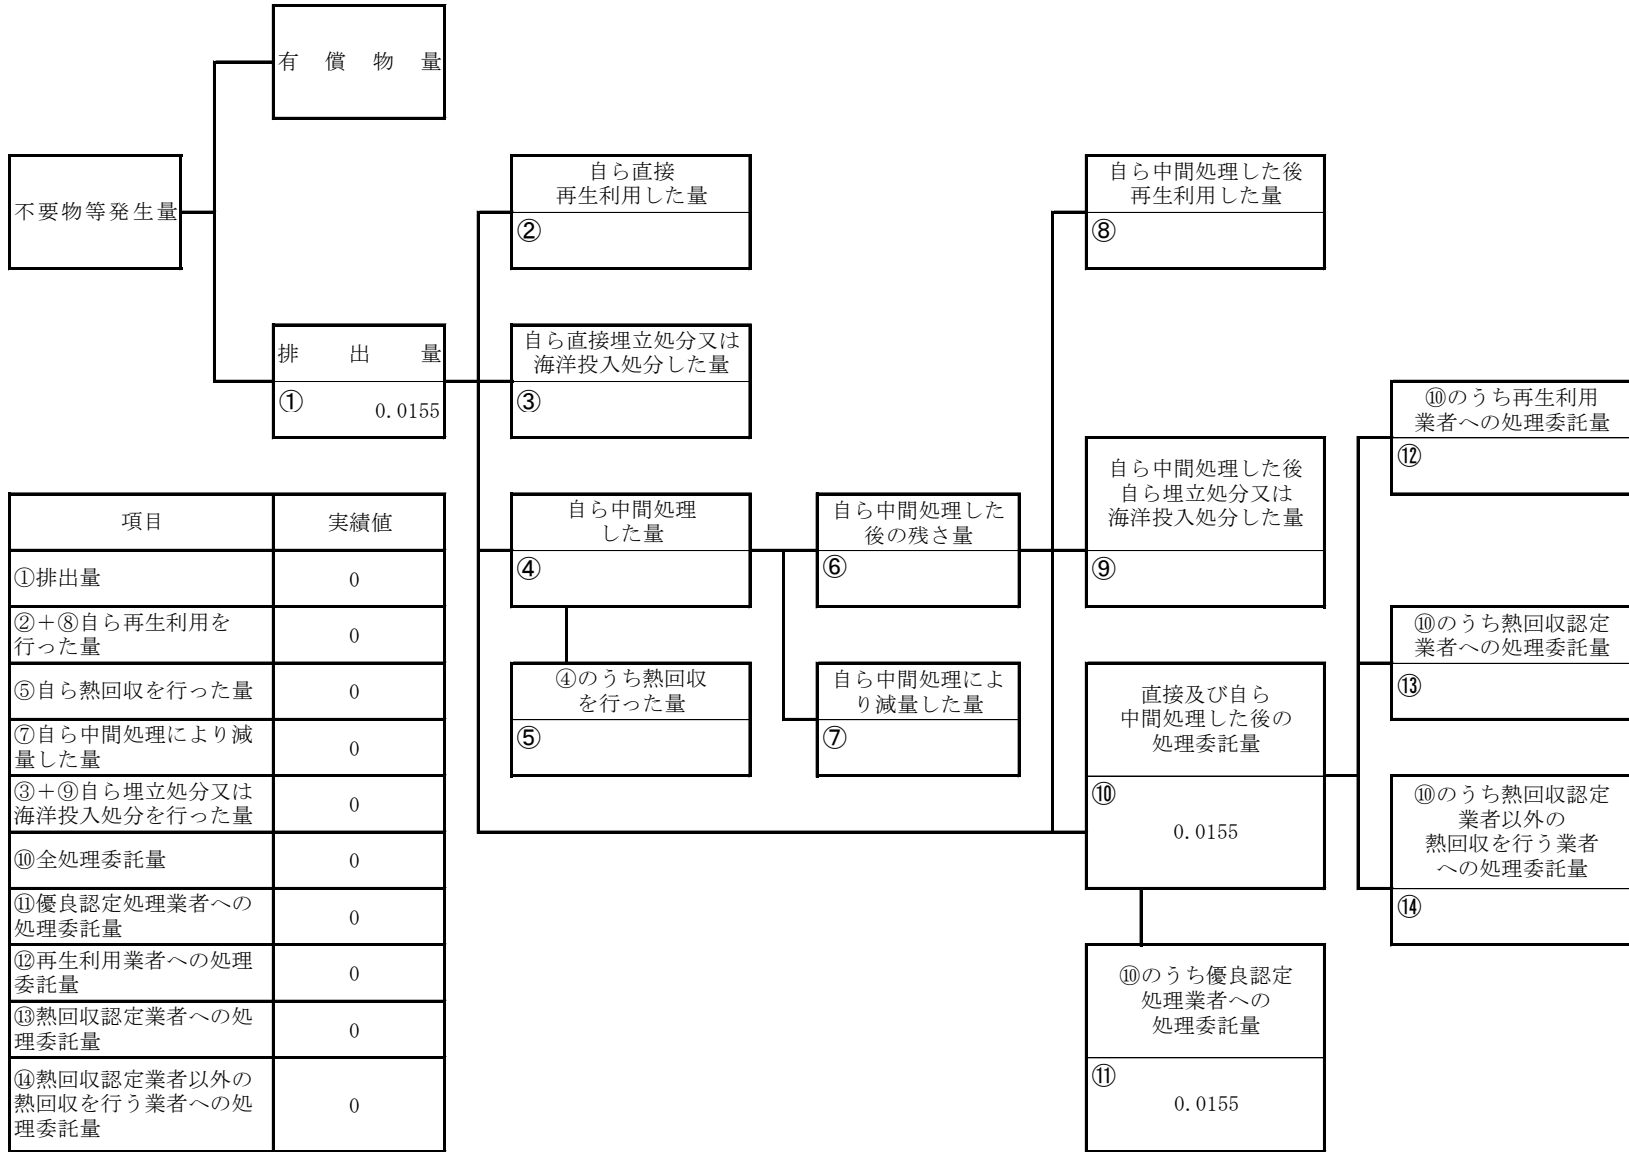 有償物量
不要物等発生量
排出量
①
0.0155
自ら直接
再生利用した量
②
自ら直接埋立処分又は
海洋投入処分した量
③
自ら中間処理
した量
④
④のうち熱回収
を行った量
⑤
自ら中間処理した
後の残さ量
⑥
自ら中間処理によ
り減量した量
⑦
自ら中間処理した後
再生利用した量
⑧
自ら中間処理した後
自ら埋立処分又は
海洋投入処分した量
⑨
直接及び自ら
中間処理した後の
処理委託量
⑩
0.0155
⑩のうち優良認定
処理業者への
処理委託量
⑪
0.0155
⑩のうち再生利用
業者への処理委託量
⑫
⑩のうち熱回収認定
業者への処理委託量
⑬
⑩のうち熱回収認定
業者以外の
熱回収を行う業者
への処理委託量
⑭
項目 実績値
①排出量 0
②＋⑧自ら再生利用を
行った量 0
⑤自ら熱回収を行った量 0
⑦自ら中間処理により減
量した量 0
③＋⑨自ら埋立処分又は
海洋投入処分を行った量 0
⑩全処理委託量 0
⑪優良認定処理業者への
処理委託量 0
⑫再生利用業者への処理
委託量 0
⑬熱回収認定業者への処
理委託量 0
⑭熱回収認定業者以外の
熱回収を行う業者への処
理委託量 0